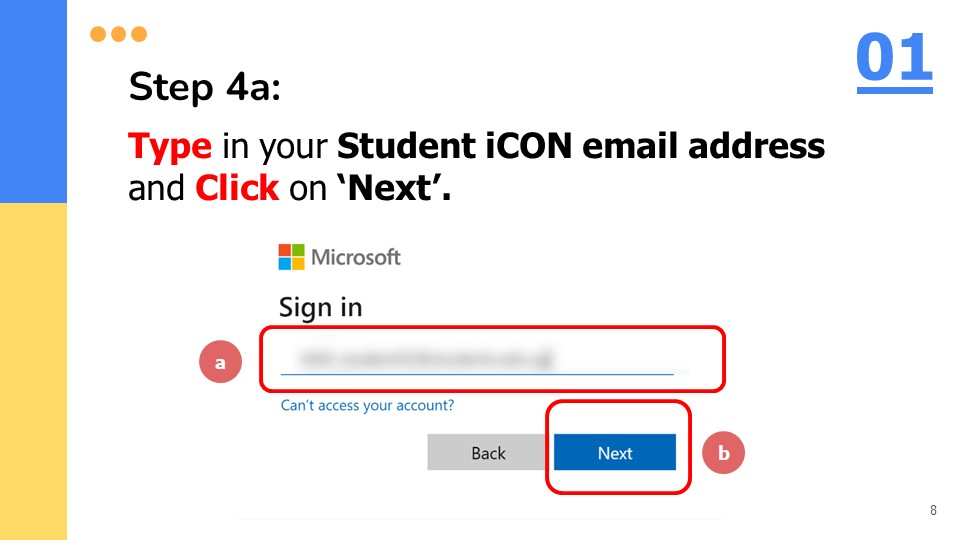 01
Step 4a:
Type in your Student iCON email address
and Click on ‘Next’.
Microsoft
Sign in
a
Can’t access your account?
Back
Next
b
8